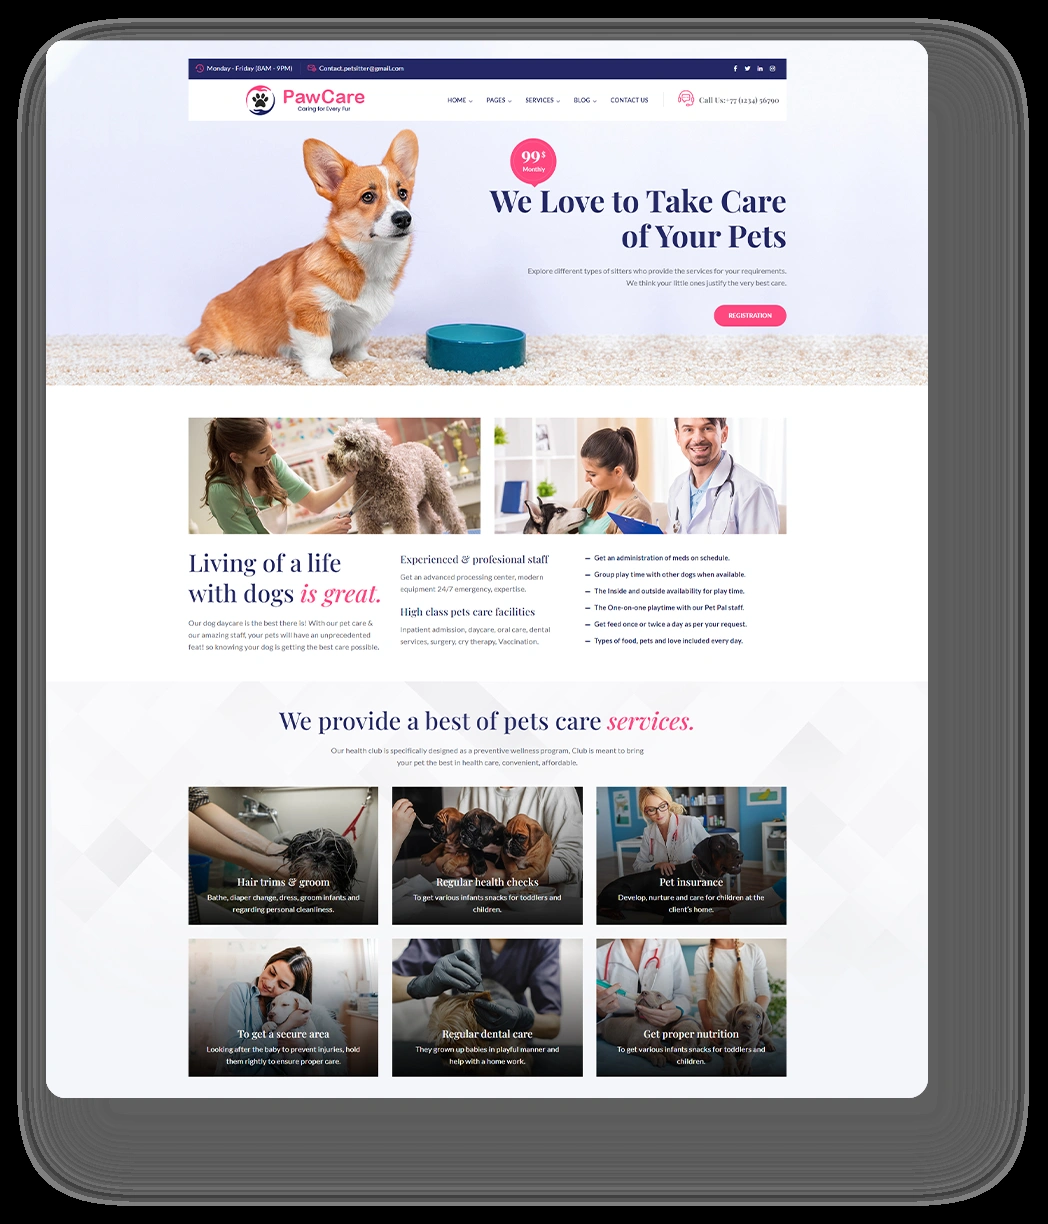 Monday - Friday (8AM - 9PM) Contact.petsitter@gmail.com
PawCare
Caring for Every Fur
HOME PAGES SERVICES BLOG CONTACT US Call Us:+77 (1234) 56790
99$
Monthly
We Love to Take Care
of Your Pets
Explore different types of sitters who provide the services for your requirements.
We think your little ones justify the very best care.
REGISTRATION
Living of a life
with dogs is great.
Our dog daycare is the best there is! With our pet care &
our amazing staff, your pets will have an unprecedented
feat! so knowing your dog is getting the best care possible.
Experienced & profesional staff
Get an advanced processing center, modern
equipment 24/7 emergency, expertise.
High class pets care facilities
Inpatient admission, daycare, oral care, dental
services, surgery, cry therapy, Vaccination.
Get an administration of meds on schedule.
Group play time with other dogs when available.
The Inside and outside availability for play time.
The One-on-one playtime with our Pet Pal staff.
Get feed once or twice a day as per your request.
Types of food, pets and love included every day.
We provide a best of pets care services.
Our health club is specifically designed as a preventive wellness program, Club is meant to bring
your pet the best in health care, convenient, affordable.
Hair trims & groom
Bathe, diaper change, dress, groom infants and
regarding personal cleanliness.
Regular health checks
To get various infants snacks for toddlers and
children.
Pet insurance
Develop, nurture and care for children at the
client's home.
To get a secure area
Looking after the baby to prevent injuries, hold
them rightly to ensure proper care.
Regular dental care
They grown up babies in playful manner and
help with a home work.
Get proper nutrition
To get various infants snacks for toddlers and
children.